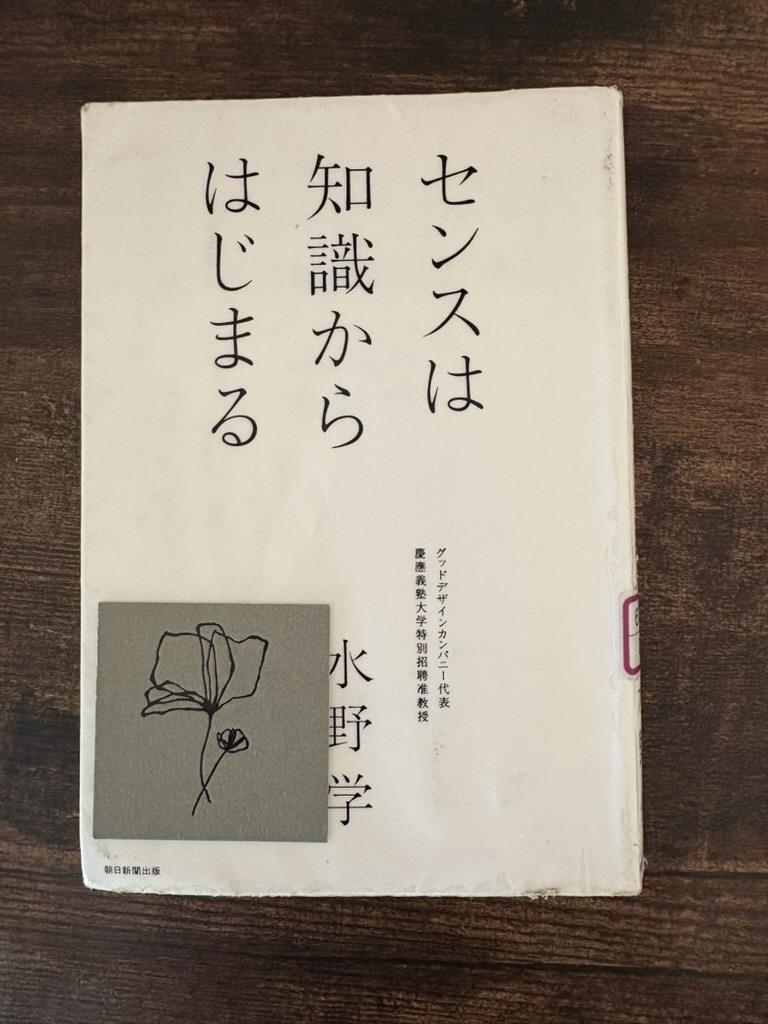 センスは
知識から
はじまる
グッドデザインカンパニー代表
慶應義塾大学特別招聘准教授
水野学
朝日新聞出版